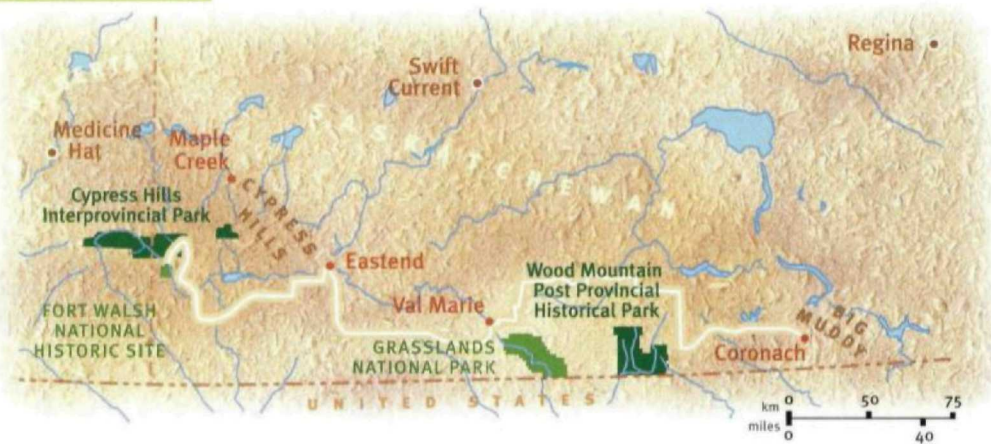 Regina
Swift
Current
Medicine
Hat
Maple
Creek
SASKATCHEWAN
Cypress Hills
Interprovincial Park
CYPRESS
HILLS
Eastend
Wood Mountain
Post Provincial
Historical Park
Val Marie
FORT WALSH
NATIONAL
HISTORIC SITE
GRASSLANDS
NATIONAL PARK
BIG
MUDDY
Coronach
UNITED STATES
km 0 50 75
miles 0 40